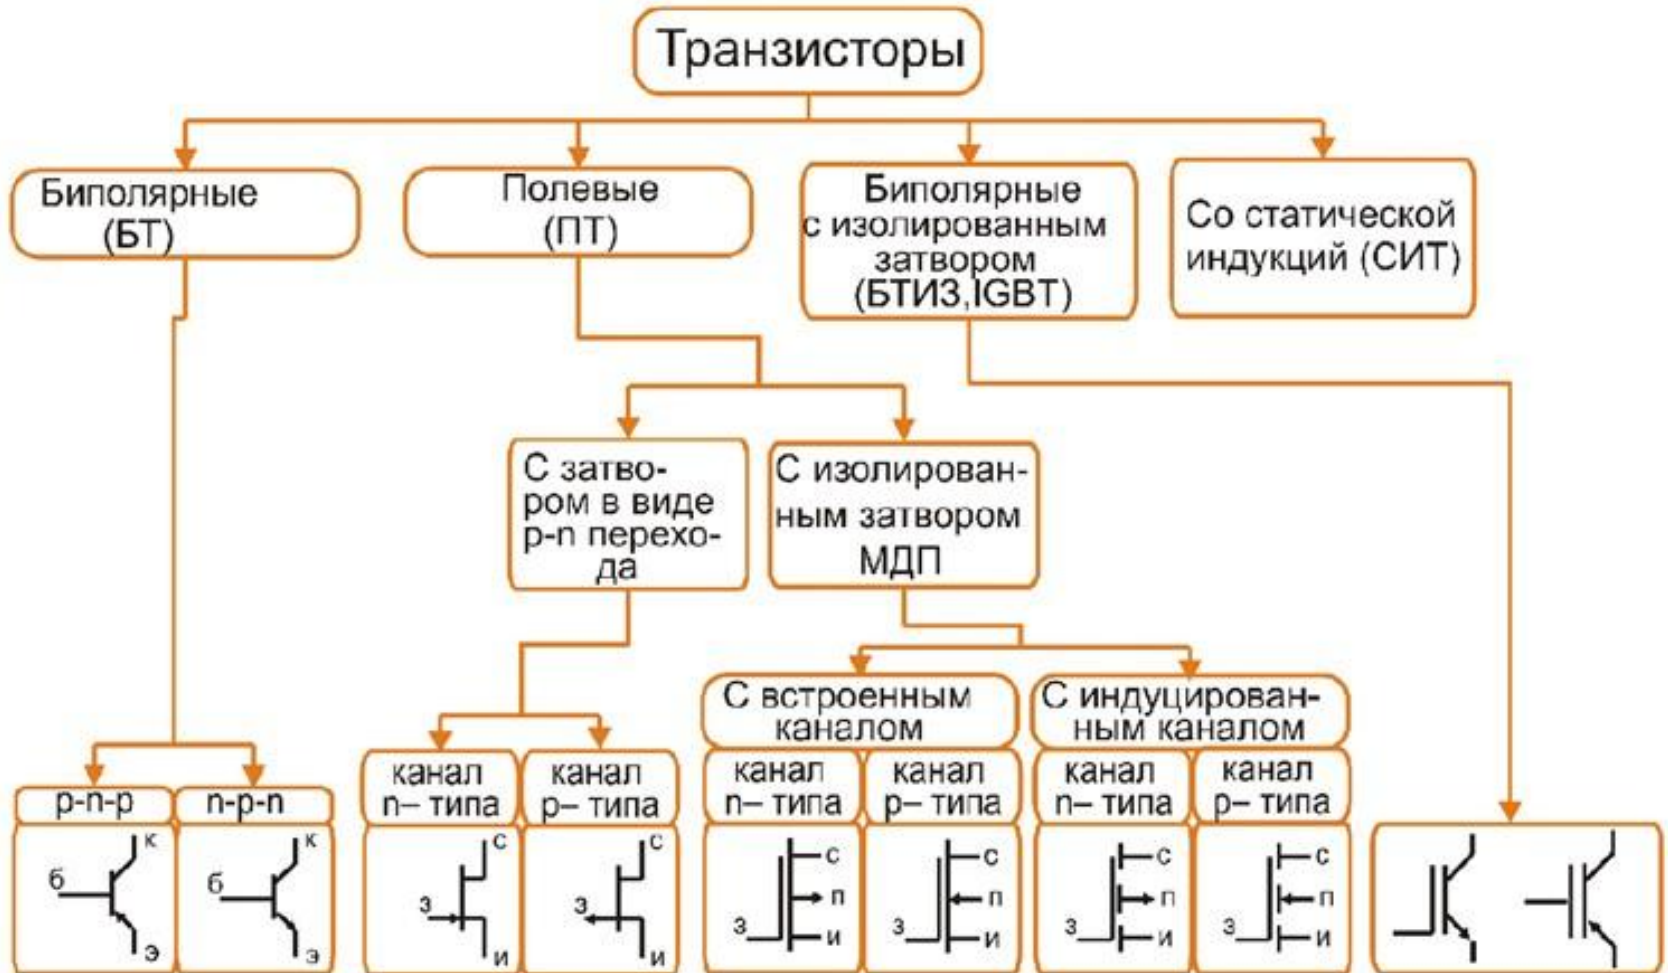 Транзисторы
Биполярные
(БТ)
Полевые
(ПТ)
Биполярные
с изолированным
затвором
(БТИЗ,IGBT)
Со статической
индукций (СИТ)
С затво-
ром в виде
p-n перехо-
да
С изолирован-
ным затвором
МДП
С встроенным
каналом
С индуцирован-
ным каналом
p-n-p
n-p-n
канал
n– типа
канал
p– типа
канал
n– типа
канал
p– типа
канал
n– типа
канал
p– типа
к
б
э
к
б
э
с
з
и
с
з
и
с
п
з
и
с
п
з
и
с
п
з
и
с
п
з
и